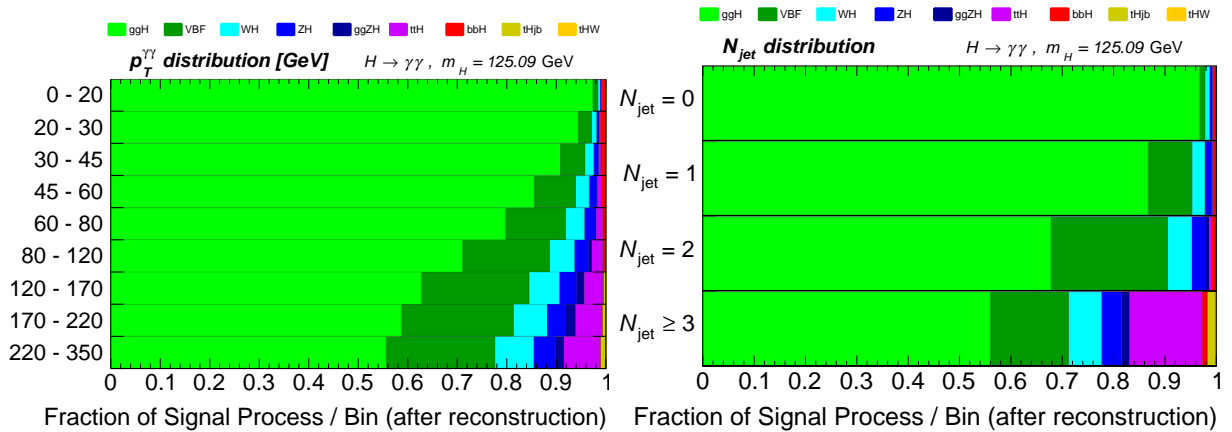 ggH VBF WH ZH ggZH ttH bbH tHjb tHW
p_T^γγ distribution [GeV] H → γγ , m_H = 125.09 GeV
0 - 20
20 - 30
30 - 45
45 - 60
60 - 80
80 - 120
120 - 170
170 - 220
220 - 350
0 0.1 0.2 0.3 0.4 0.5 0.6 0.7 0.8 0.9 1
Fraction of Signal Process / Bin (after reconstruction)
ggH VBF WH ZH ggZH ttH bbH tHjb tHW
N_jet distribution H → γγ , m_H = 125.09 GeV
N_jet = 0
N_jet = 1
N_jet = 2
N_jet ≥ 3
0 0.1 0.2 0.3 0.4 0.5 0.6 0.7 0.8 0.9 1
Fraction of Signal Process / Bin (after reconstruction)